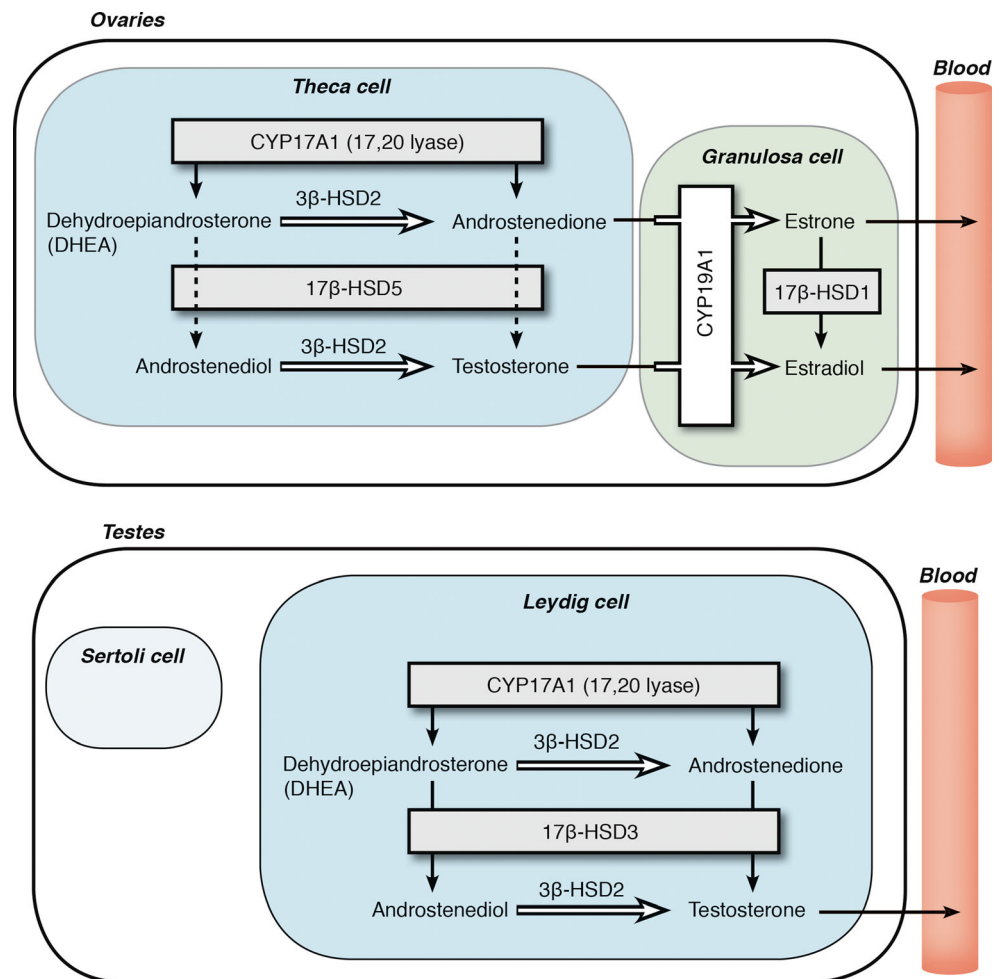 Ovaries
Blood
Theca cell
CYP17A1 (17,20 lyase)
Granulosa cell
3β-HSD2
Dehydroepiandrosterone
(DHEA)
Androstenedione
Estrone
CYP19A1
17β-HSD5
17β-HSD1
3β-HSD2
Androstenediol
Testosterone
Estradiol
Testes
Blood
Leydig cell
Sertoli cell
CYP17A1 (17,20 lyase)
3β-HSD2
Dehydroepiandrosterone
(DHEA)
Androstenedione
17β-HSD3
3β-HSD2
Androstenediol
Testosterone